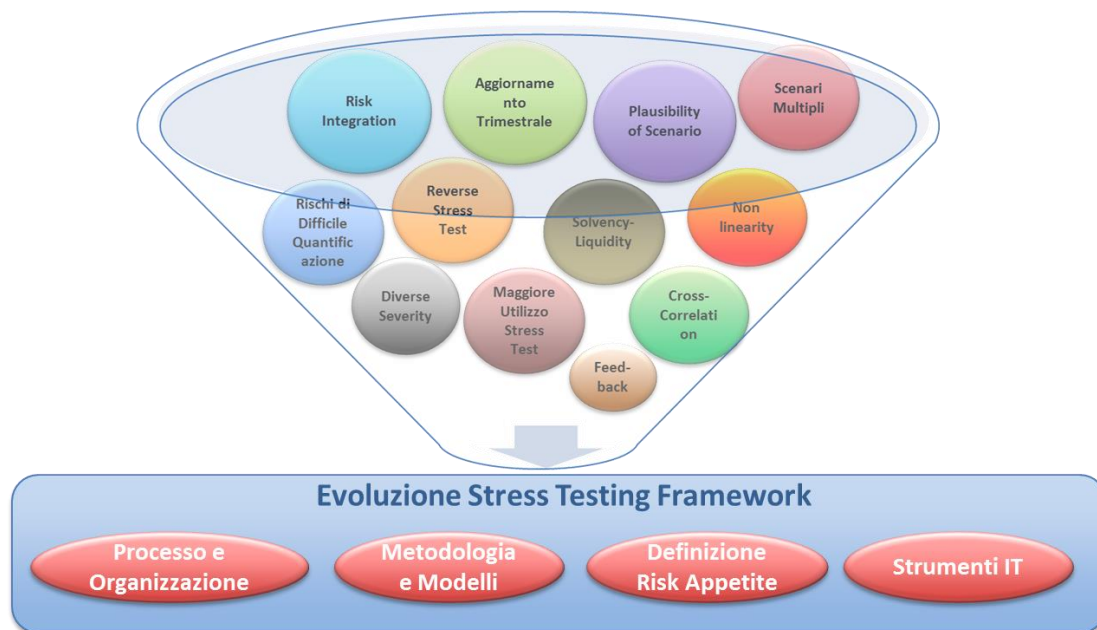 Risk
Integration
Aggiorname
nto
Trimestrale
Plausibility
of Scenario
Scenari
Multipli
Rischi di
Difficile
Quantific
azione
Reverse
Stress
Test
Solvency-
Liquidity
Non
linearity
Diverse
Severity
Maggiore
Utilizzo
Stress
Test
Cross-
Correlati
on
Feed-
back
Evoluzione Stress Testing Framework
Processo e
Organizzazione
Metodologia
e Modelli
Definizione
Risk Appetite
Strumenti IT